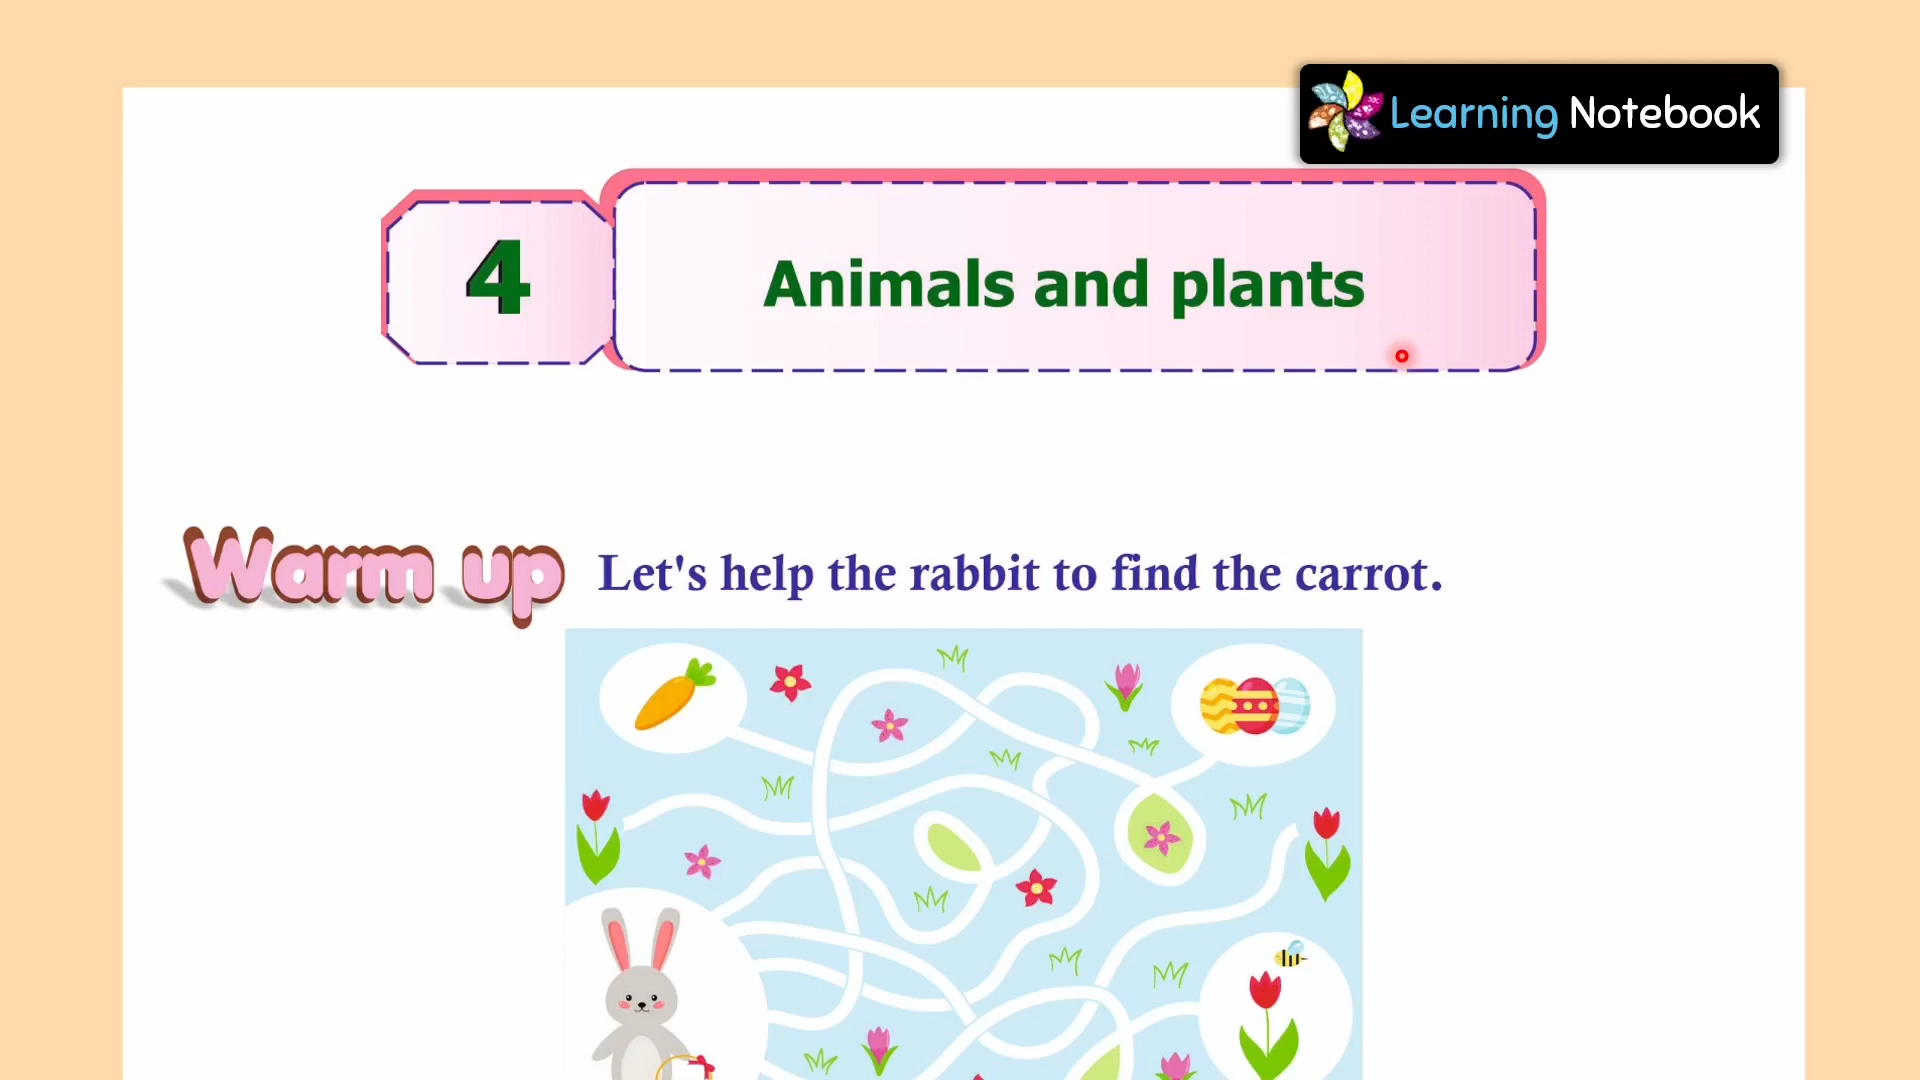 Learning Notebook
4
Animals and plants
Warm up
Let's help the rabbit to find the carrot.